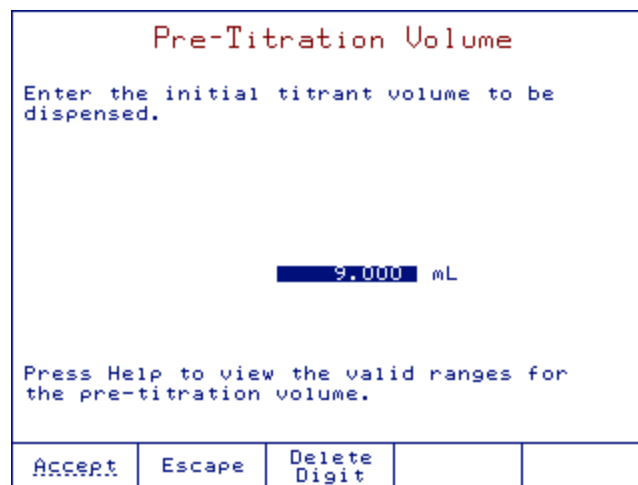 Pre-Titration Volume
Enter the initial titrant volume to be
dispensed.
9.000 mL
Press Help to view the valid ranges for
the pre-titration volume.
Accept Escape Delete
Digit